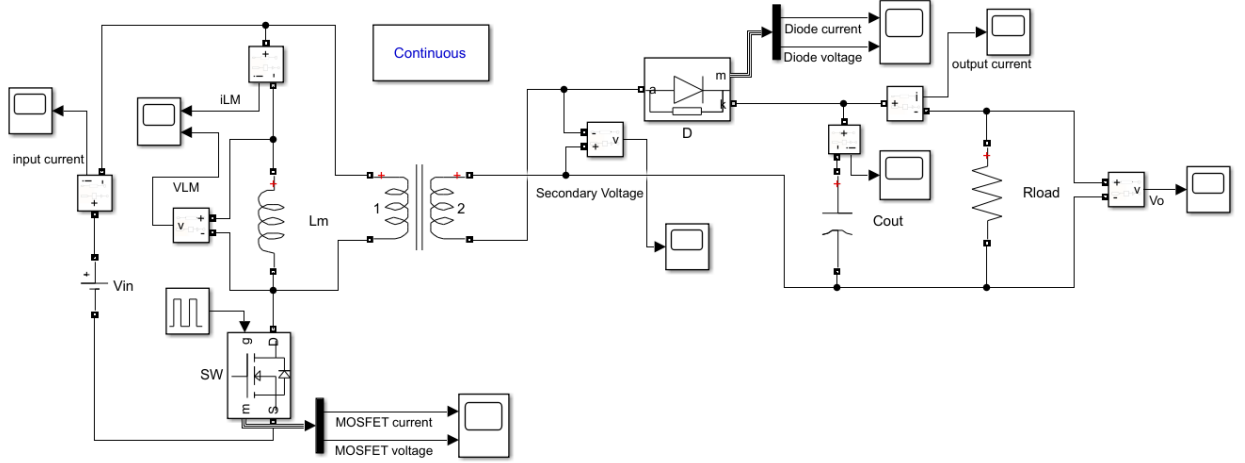 Continuous
Diode current
Diode voltage
output current
iLM
input current
VLM
Lm
1
2
Secondary Voltage
a
m
k
D
i
-
+
v
Cout
Rload
Vo
Vin
SW
g
D
m
S
MOSFET current
MOSFET voltage